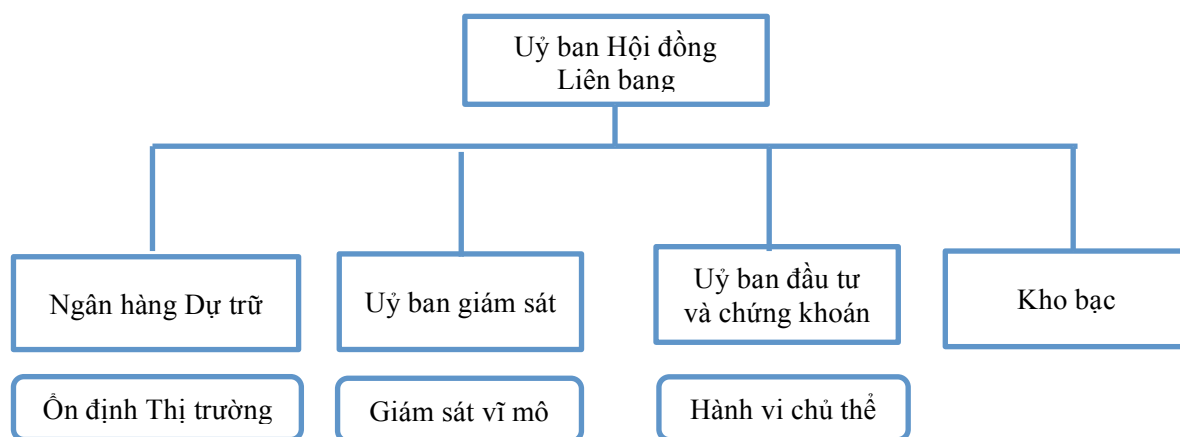 Uỷ ban Hội đồng
Liên bang
Ngân hàng Dự trữ
Uỷ ban giám sát
Uỷ ban đầu tư
và chứng khoán
Kho bạc
Ổn định Thị trường
Giám sát vĩ mô
Hành vi chủ thể